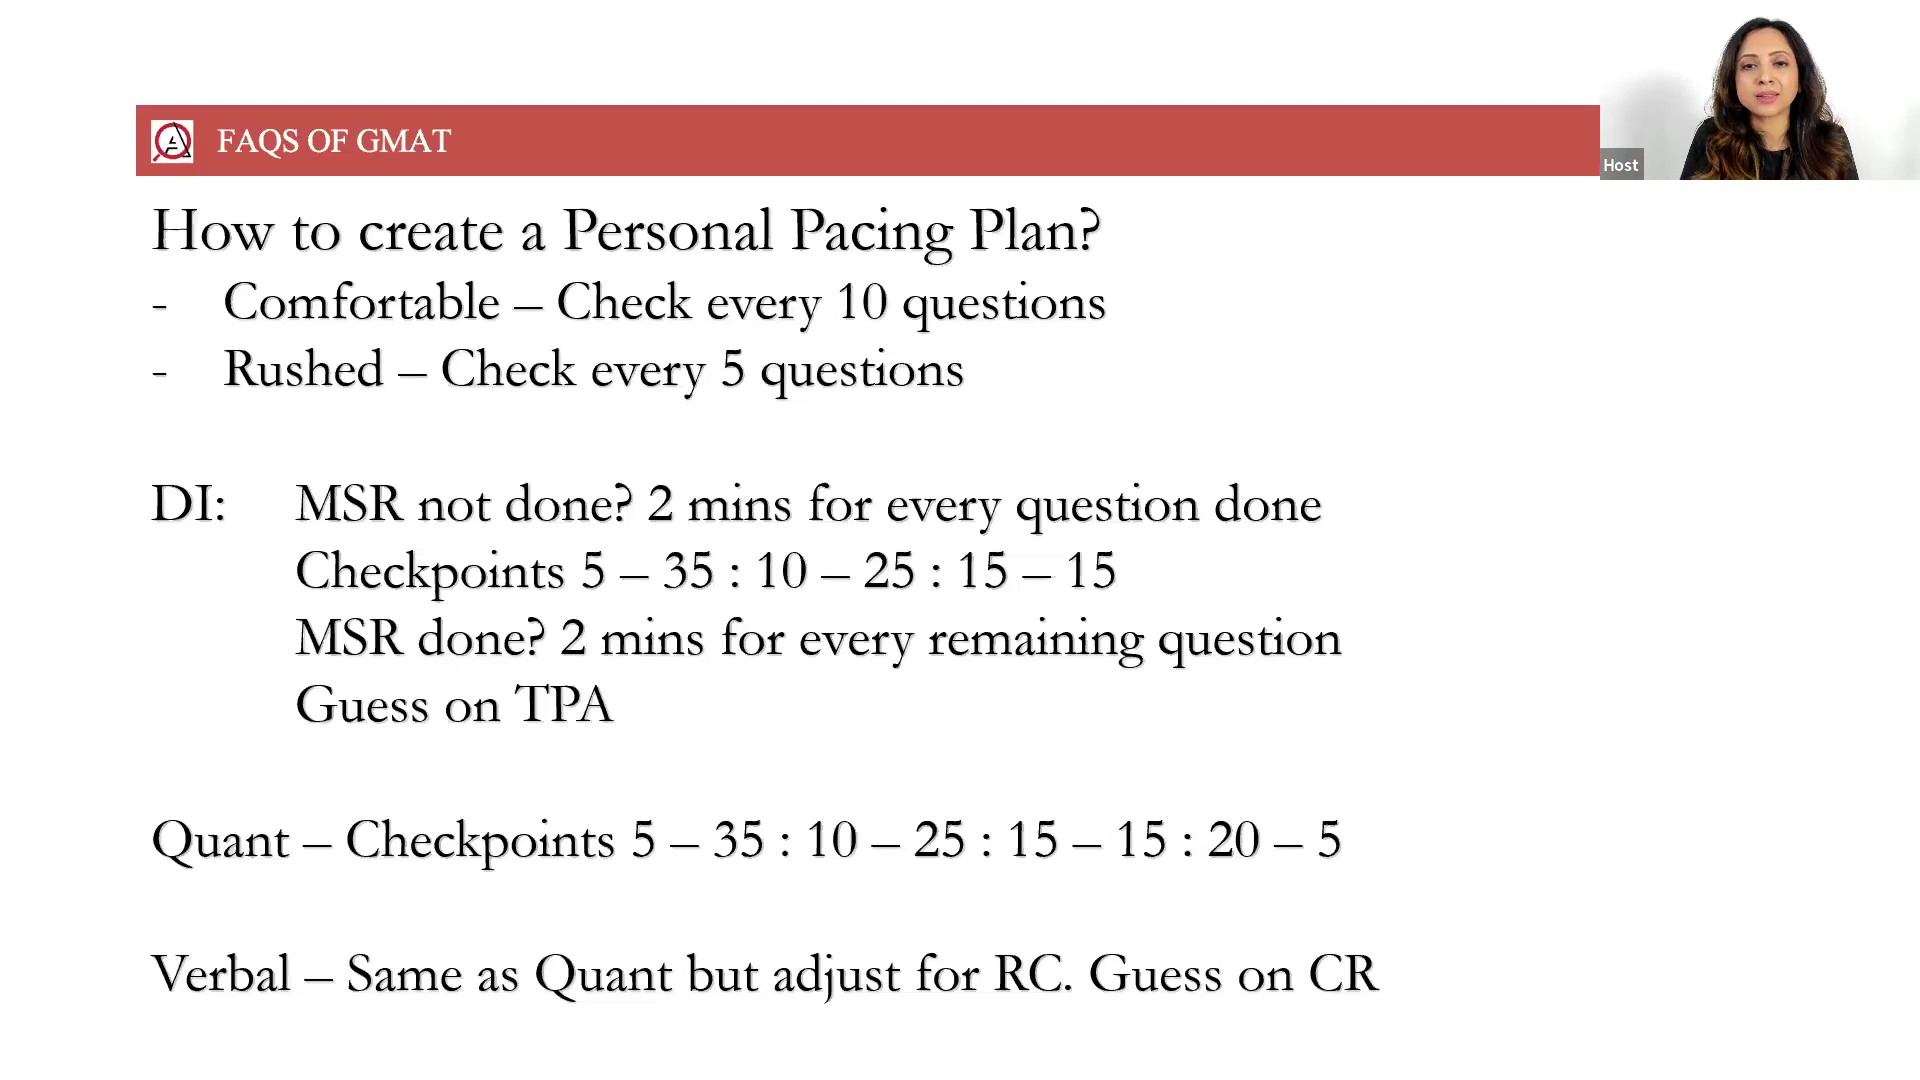 FAQS OF GMAT
Host
How to create a Personal Pacing Plan?
- Comfortable – Check every 10 questions
- Rushed – Check every 5 questions
DI: MSR not done? 2 mins for every question done
Checkpoints 5 – 35 : 10 – 25 : 15 – 15
MSR done? 2 mins for every remaining question
Guess on TPA
Quant – Checkpoints 5 – 35 : 10 – 25 : 15 – 15 : 20 – 5
Verbal – Same as Quant but adjust for RC. Guess on CR